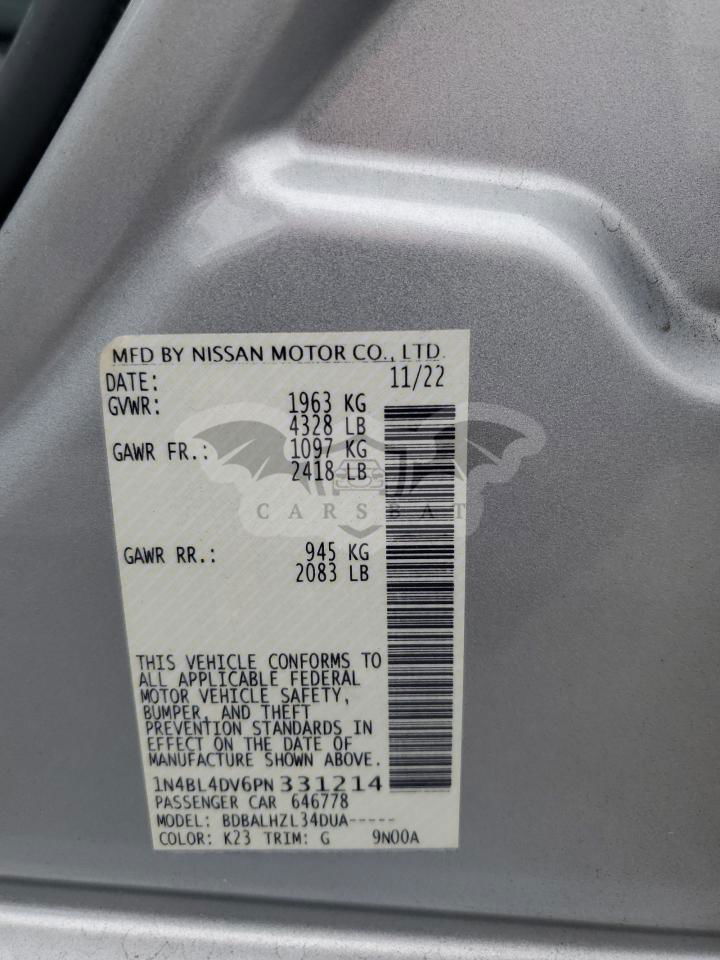 MFD BY NISSAN MOTOR CO., LTD.
DATE: 11/22
GVWR: 1963 KG
4328 LB
GAWR FR.: 1097 KG
2418 LB
CARSEAT
GAWR RR.: 945 KG
2083 LB
THIS VEHICLE CONFORMS TO
ALL APPLICABLE FEDERAL
MOTOR VEHICLE SAFETY,
BUMPER, AND THEFT
PREVENTION STANDARDS IN
EFFECT ON THE DATE OF
MANUFACTURE SHOWN ABOVE.
1N4BL4DV6PN331214
PASSENGER CAR 646778
MODEL: BDBALHZL34DUA-----
COLOR: K23 TRIM: G 9N00A